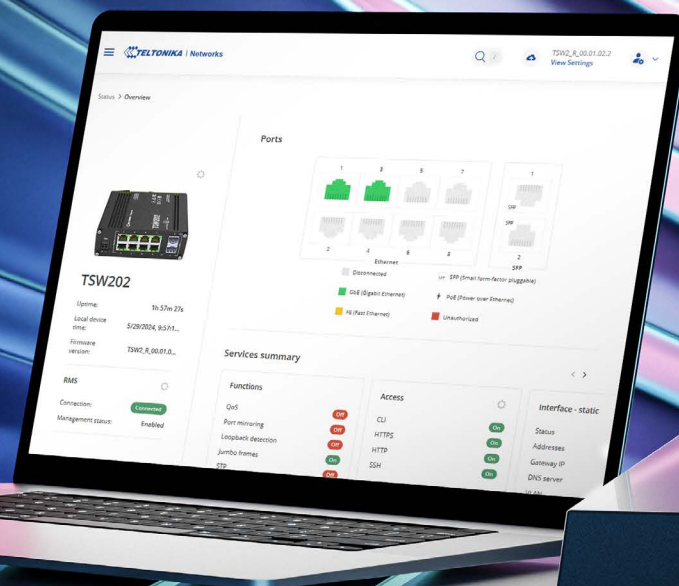 TELTONIKA | Networks
/
TSW2_R_00.01.02.2
View Settings
Status > Overview
Ports
1 3 5 7
1
SFP
SFP
2 4 6 8
2
Ethernet
SFP
Disconnected
SFP (Small form-factor pluggable)
GbE (Gigabit Ethernet)
PoE (Power over Ethernet)
FE (Fast Ethernet)
Unauthorized
TSW202
TSW202
Uptime: 1h 57m 27s
Local device time: 5/29/2024, 9:57:1...
Firmware version: TSW2_R_00.01.0...
RMS
Connection: Connected
Management status: Enabled
Services summary
< >
Functions
QoS Off
Port mirroring Off
Loopback detection Off
Jumbo frames On
STP Off
Access
CLI On
HTTPS On
HTTP On
SSH On
Interface - static
Status
Addresses
Gateway IP
DNS server
VLAN